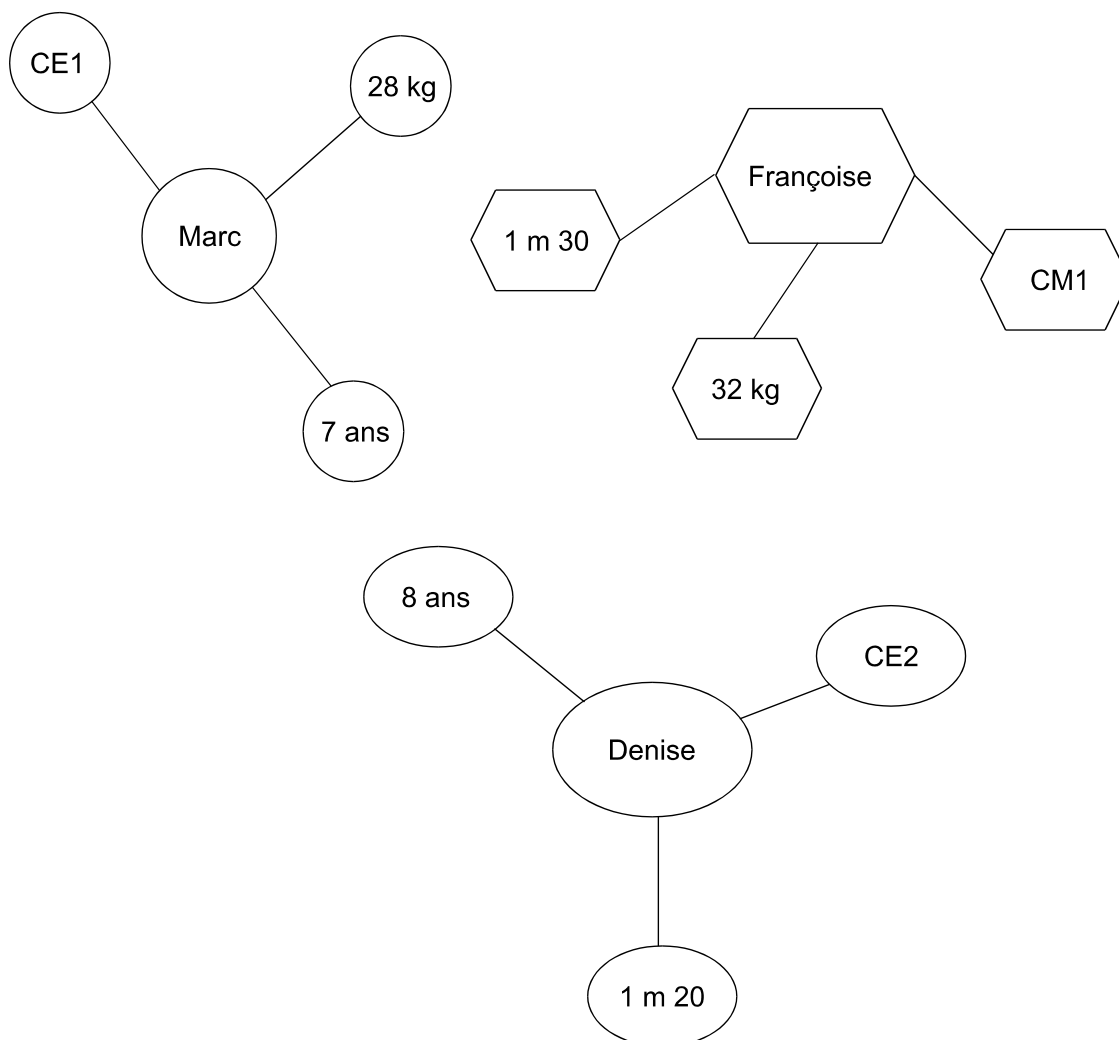 CE1
28 kg
Marc
7 ans
Françoise
1 m 30
CM1
32 kg
8 ans
CE2
Denise
1 m 20